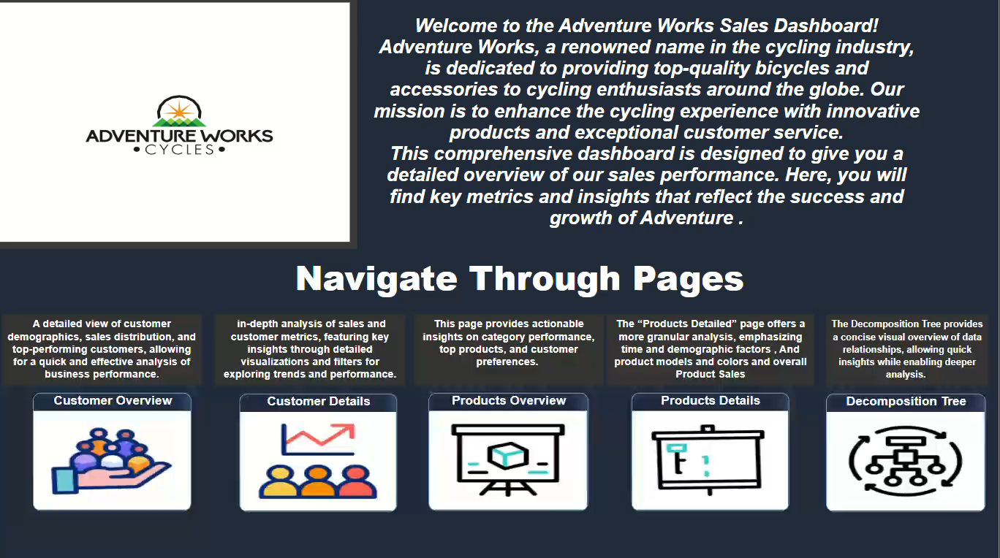 ADVENTURE WORKS
• CYCLES •
Welcome to the Adventure Works Sales Dashboard!
Adventure Works, a renowned name in the cycling industry,
is dedicated to providing top-quality bicycles and
accessories to cycling enthusiasts around the globe. Our
mission is to enhance the cycling experience with innovative
products and exceptional customer service.
This comprehensive dashboard is designed to give you a
detailed overview of our sales performance. Here, you will
find key metrics and insights that reflect the success and
growth of Adventure .
Navigate Through Pages
A detailed view of customer
demographics, sales distribution, and
top-performing customers, allowing
for a quick and effective analysis of
business performance.
in-depth analysis of sales and
customer metrics, featuring key
insights through detailed
visualizations and filters for
exploring trends and performance.
This page provides actionable
insights on category performance,
top products, and customer
preferences.
The “Products Detailed” page offers a
more granular analysis, emphasizing
time and demographic factors , And
product models and colors and overall
Product Sales
The Decomposition Tree provides
a concise visual overview of data
relationships, allowing quick
insights while enabling deeper
analysis.
Customer Overview
Customer Details
Products Overview
Products Details
Decomposition Tree